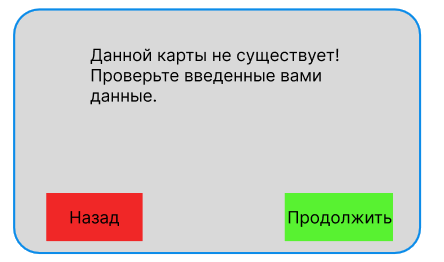 Данной карты не существует!
Проверьте введенные вами
данные.
Назад
Продолжить